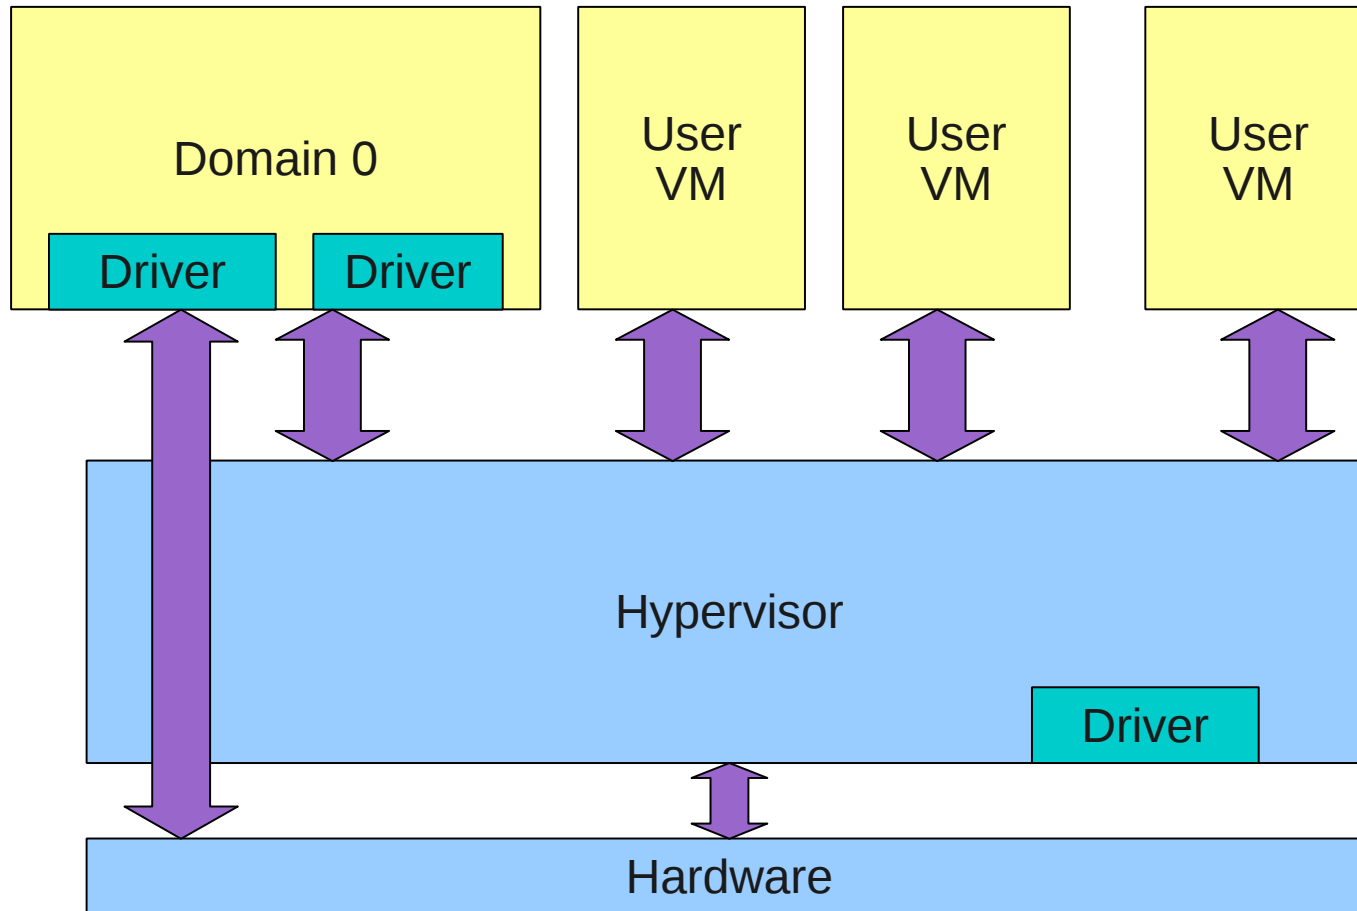 Domain 0
User
VM
User
VM
User
VM
Driver
Driver
Hypervisor
Driver
Hardware